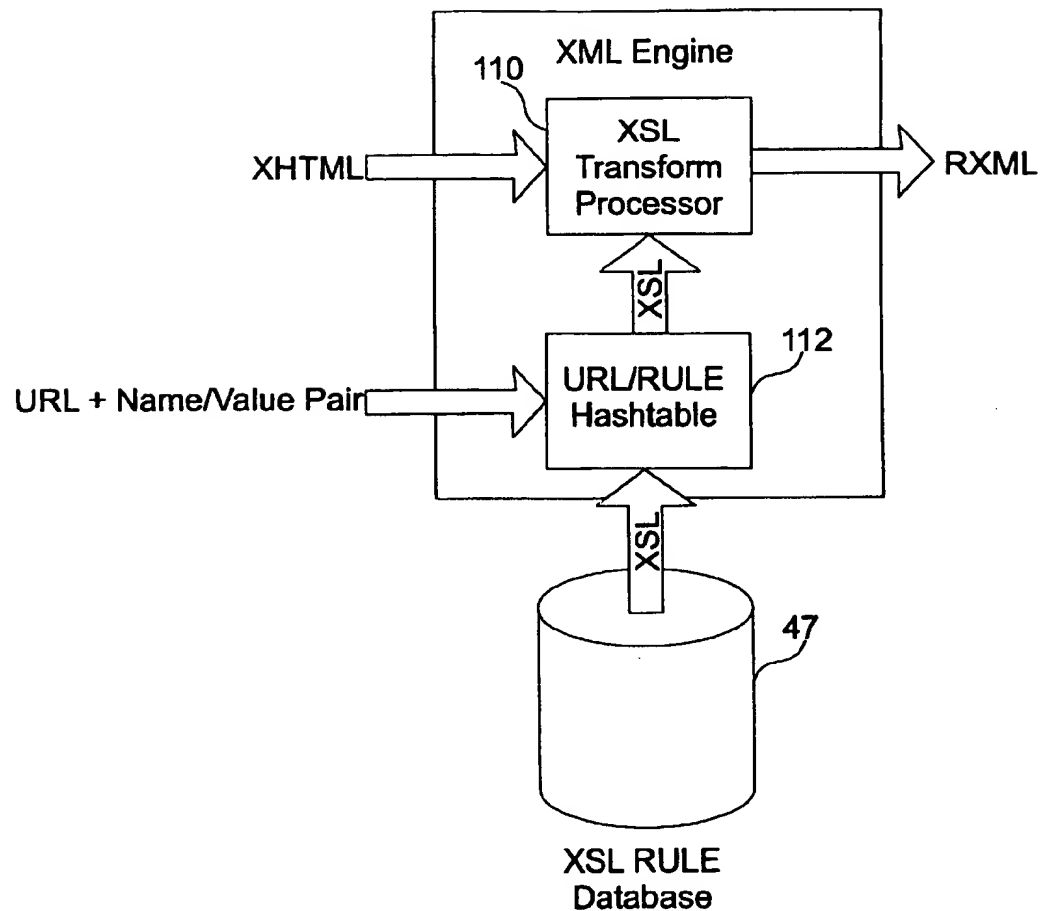 XML Engine
110
XSL
Transform
Processor
XHTML
RXML
XSL
112
URL/RULE
Hashtable
URL + Name/Value Pair
XSL
47
XSL RULE
Database